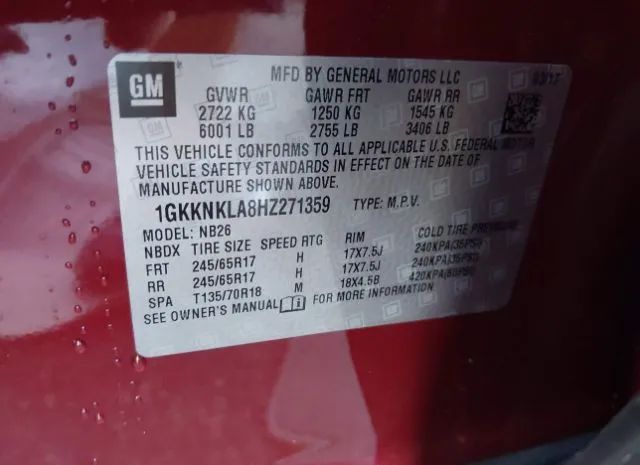 GM
MFD BY GENERAL MOTORS LLC 03/17
GVWR GAWR FRT GAWR RR
2722 KG 1250 KG 1545 KG
6001 LB 2755 LB 3406 LB
THIS VEHICLE CONFORMS TO ALL APPLICABLE U.S. FEDERAL MOTOR
VEHICLE SAFETY STANDARDS IN EFFECT ON THE DATE OF
MANUFACTURE SHOWN ABOVE.
1GKKNKLA8HZ271359 TYPE: M.P.V.
MODEL: NB26
NBDX TIRE SIZE SPEED RTG RIM COLD TIRE PRESSURE
FRT 245/65R17 H 17X7.5J 240KPA(35PSI)
RR 245/65R17 H 17X7.5J 240KPA(35PSI)
SPA T135/70R18 M 18X4.5B 420KPA(60PSI)
SEE OWNER'S MANUAL FOR MORE INFORMATION.